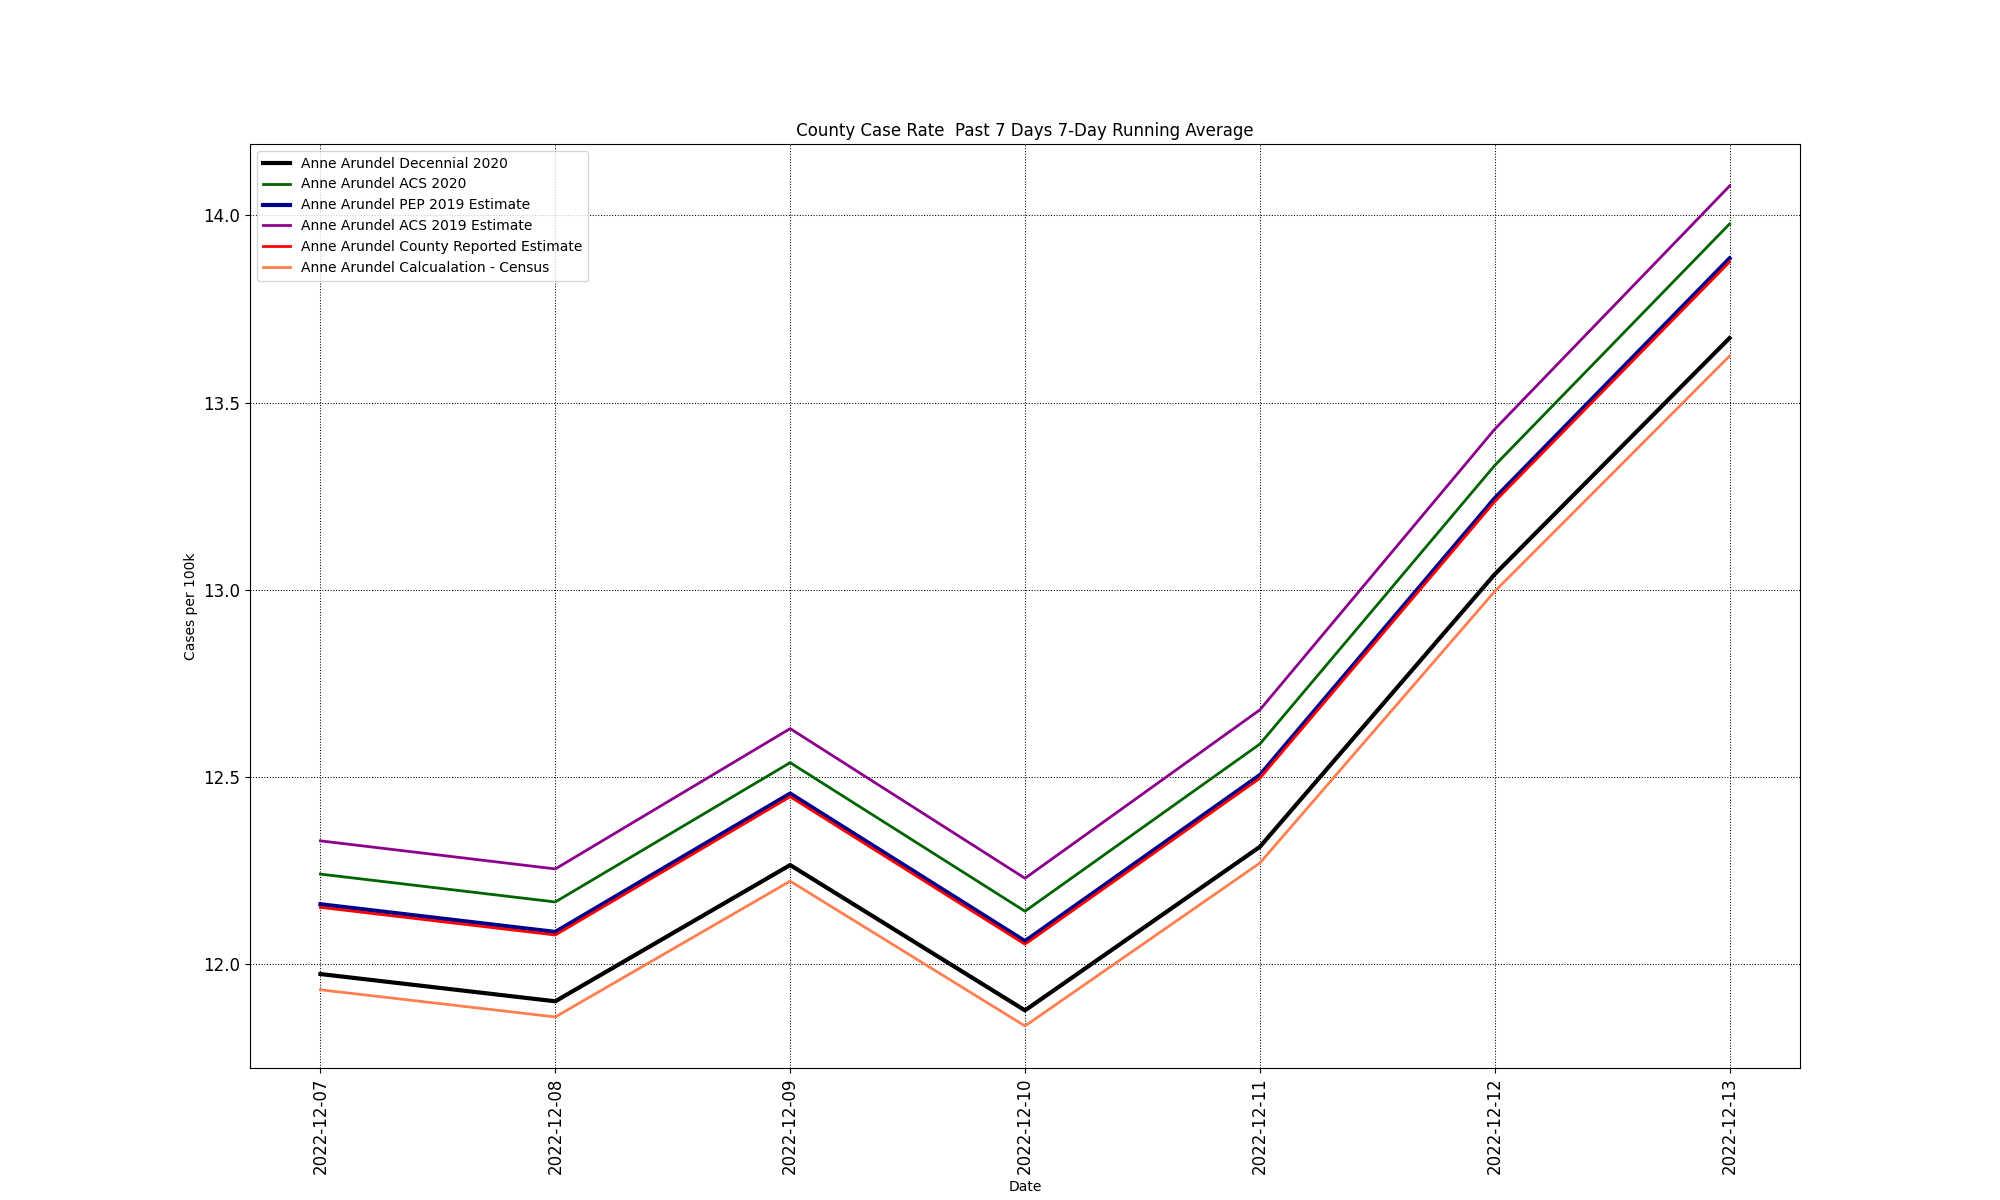 County Case Rate  Past 7 Days 7-Day Running Average
Anne Arundel Decennial 2020
Anne Arundel ACS 2020
Anne Arundel PEP 2019 Estimate
Anne Arundel ACS 2019 Estimate
Anne Arundel County Reported Estimate
Anne Arundel Calcualation - Census
14.0
13.5
13.0
12.5
12.0
Cases per 100k
2022-12-07
2022-12-08
2022-12-09
2022-12-10
2022-12-11
2022-12-12
2022-12-13
Date